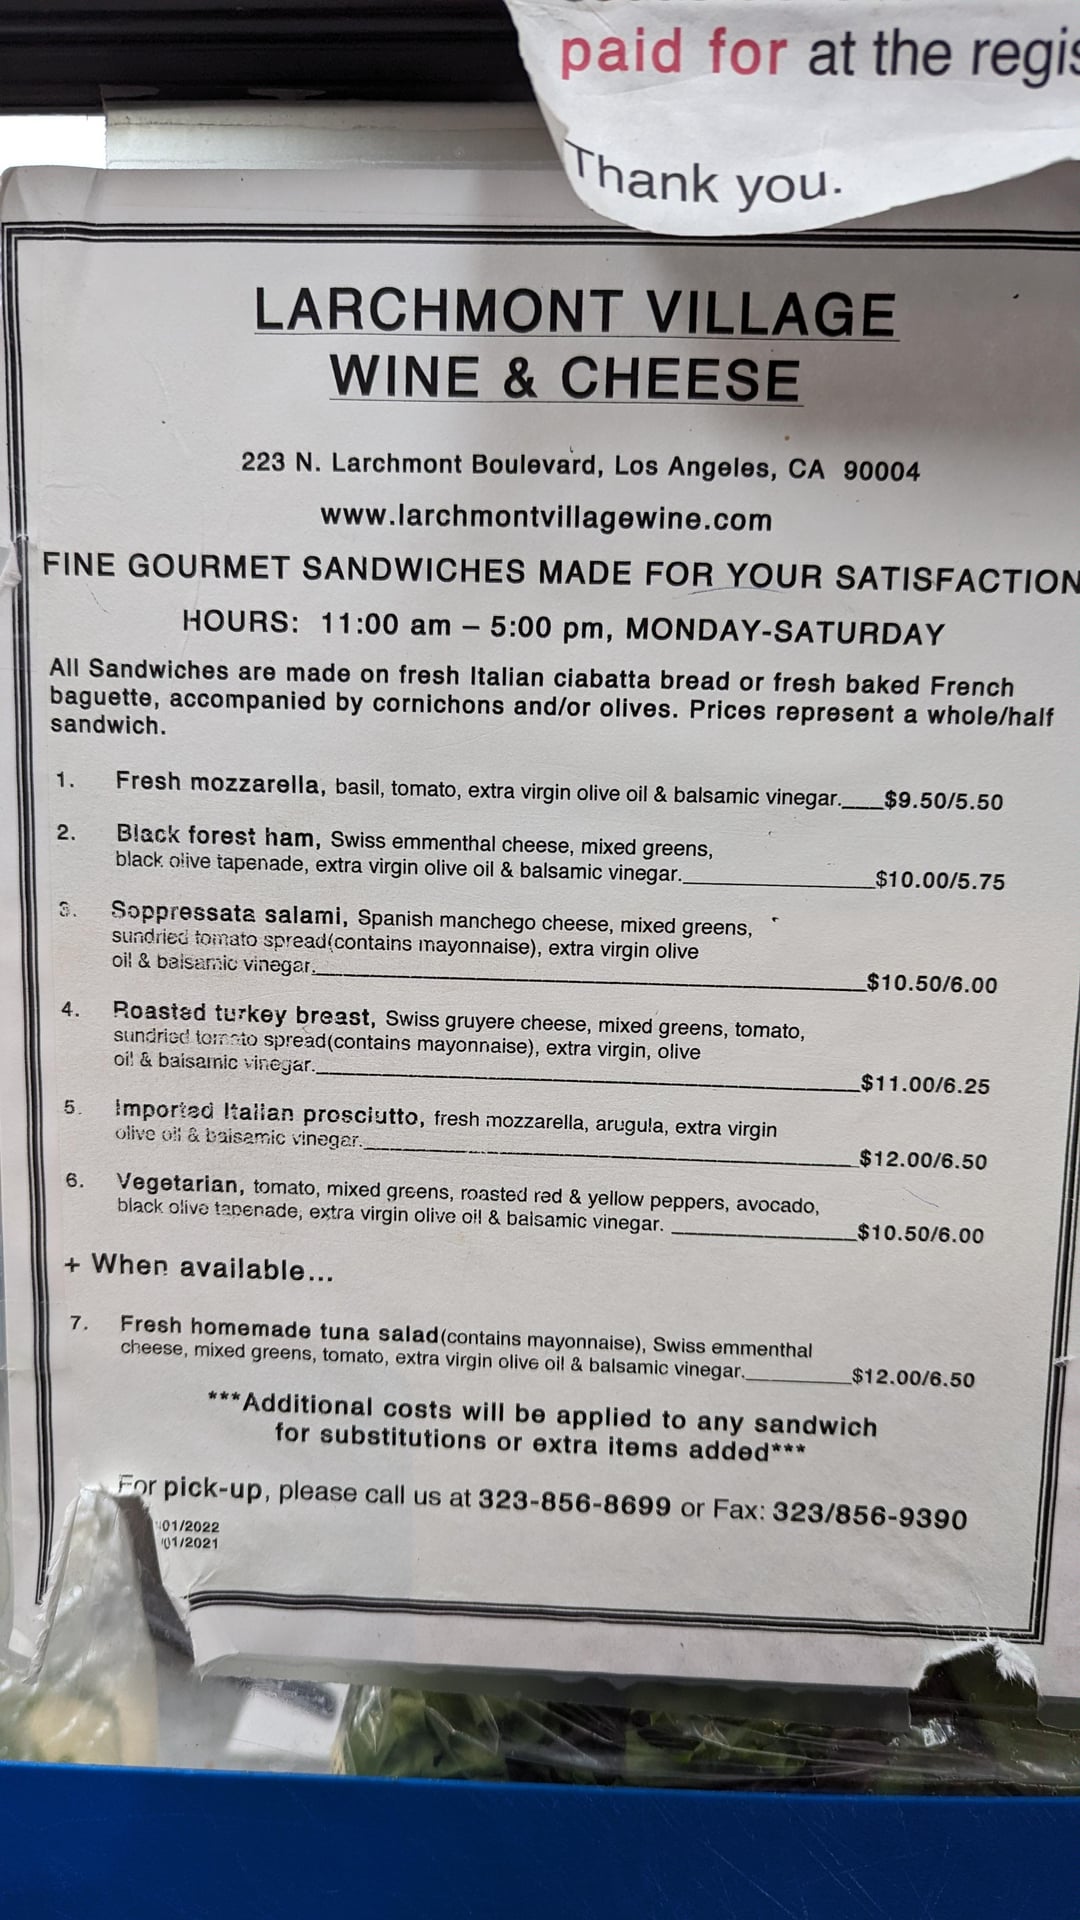 paid for at the regis
Thank you.
LARCHMONT VILLAGE
WINE & CHEESE
223 N. Larchmont Boulevard, Los Angeles, CA 90004
www.larchmontvillagewine.com
FINE GOURMET SANDWICHES MADE FOR YOUR SATISFACTION
HOURS: 11:00 am – 5:00 pm, MONDAY-SATURDAY
All Sandwiches are made on fresh Italian ciabatta bread or fresh baked French
baguette, accompanied by cornichons and/or olives. Prices represent a whole/half
sandwich.
1. Fresh mozzarella, basil, tomato, extra virgin olive oil & balsamic vinegar.___$9.50/5.50
2. Black forest ham, Swiss emmenthal cheese, mixed greens,
black olive tapenade, extra virgin olive oil & balsamic vinegar.______________$10.00/5.75
3. Soppressata salami, Spanish manchego cheese, mixed greens,
sundried tomato spread(contains mayonnaise), extra virgin olive
oil & balsamic vinegar.________________________________________$10.50/6.00
4. Roasted turkey breast, Swiss gruyere cheese, mixed greens, tomato,
sundried tomato spread(contains mayonnaise), extra virgin, olive
oil & balsamic vinegar.________________________________________$11.00/6.25
5. Imported Italian prosciutto, fresh mozzarella, arugula, extra virgin
olive oil & balsamic vinegar.____________________________________$12.00/6.50
6. Vegetarian, tomato, mixed greens, roasted red & yellow peppers, avocado,
black olive tapenade, extra virgin olive oil & balsamic vinegar. ______________$10.50/6.00
+ When available...
7. Fresh homemade tuna salad(contains mayonnaise), Swiss emmenthal
cheese, mixed greens, tomato, extra virgin olive oil & balsamic vinegar.________$12.00/6.50
***Additional costs will be applied to any sandwich
for substitutions or extra items added***
For pick-up, please call us at 323-856-8699 or Fax: 323/856-9390
01/2022
/01/2021